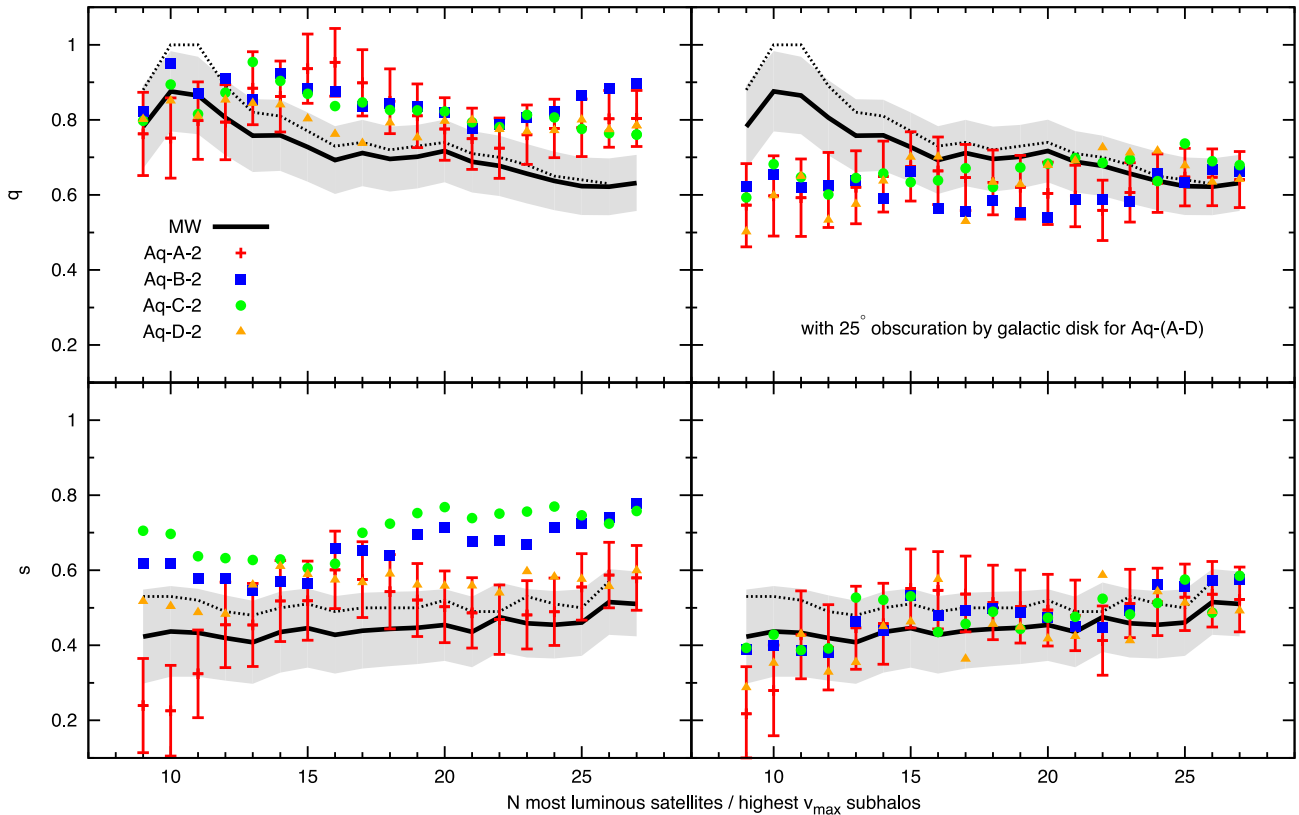 1
0.8
0.6
0.4
0.2
q
MW
Aq-A-2
Aq-B-2
Aq-C-2
Aq-D-2
with 25° obscuration by galactic disk for Aq-(A-D)
1
0.8
0.6
0.4
0.2
s
10 15 20 25 10 15 20 25
N most luminous satellites / highest vmax subhalos